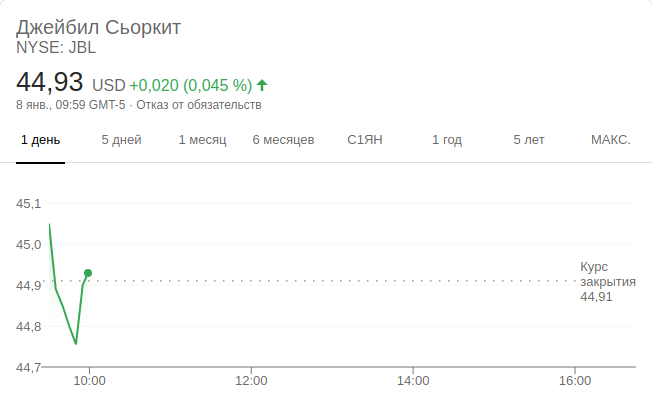 Джейбил Сьоркит
NYSE: JBL
44,93 USD +0,020 (0,045 %)
8 янв., 09:59 GMT-5 · Отказ от обязательств
1 день 5 дней 1 месяц 6 месяцев С1ЯН 1 год 5 лет МАКС.
45,1
45,0
44,9
44,8
44,7
Курс
закрытия
44,91
10:00 12:00 14:00 16:00